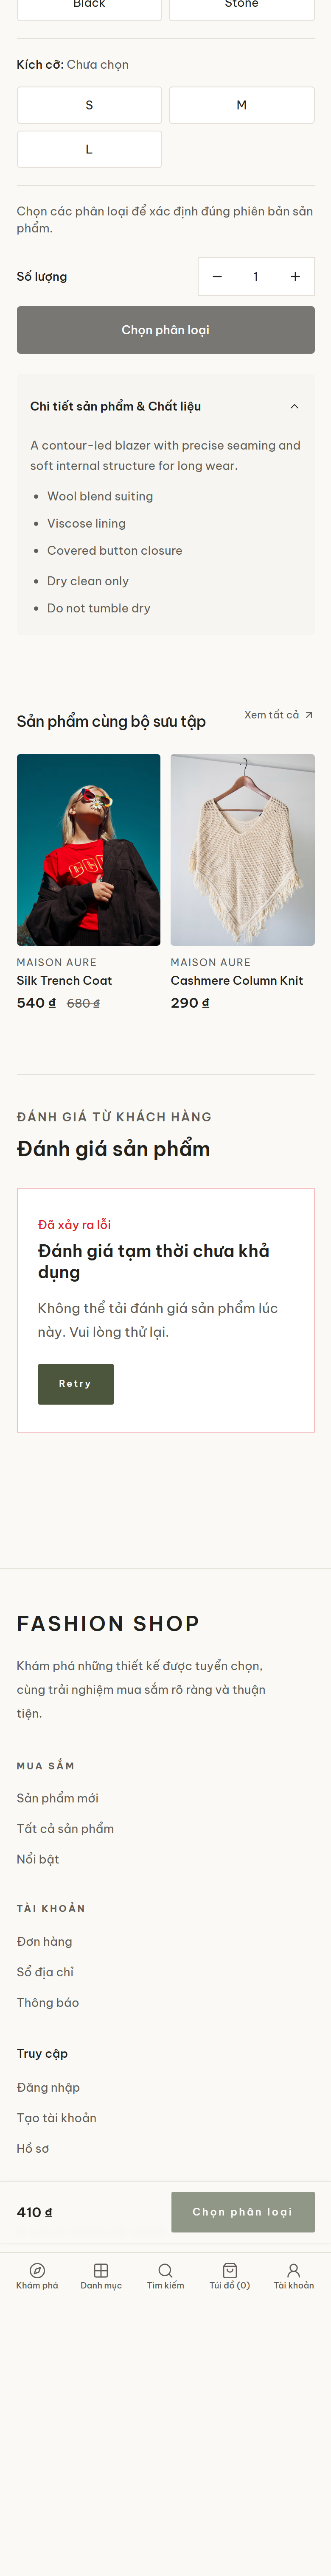 Black
Stone
Kích cỡ: Chưa chọn
S
M
L
Chọn các phân loại để xác định đúng phiên bản sản
phẩm.
Số lượng
1
Chọn phân loại
Chi tiết sản phẩm & Chất liệu
A contour-led blazer with precise seaming and
soft internal structure for long wear.
Wool blend suiting
Viscose lining
Covered button closure
Dry clean only
Do not tumble dry
Sản phẩm cùng bộ sưu tập
Xem tất cả
MAISON AURE
Silk Trench Coat
540 ₫ 680 ₫
MAISON AURE
Cashmere Column Knit
290 ₫
ĐÁNH GIÁ TỪ KHÁCH HÀNG
Đánh giá sản phẩm
Đã xảy ra lỗi
Đánh giá tạm thời chưa khả
dụng
Không thể tải đánh giá sản phẩm lúc
này. Vui lòng thử lại.
Retry
FASHION SHOP
Khám phá những thiết kế được tuyển chọn,
cùng trải nghiệm mua sắm rõ ràng và thuận
tiện.
MUA SẮM
Sản phẩm mới
Tất cả sản phẩm
Nổi bật
TÀI KHOẢN
Đơn hàng
Sổ địa chỉ
Thông báo
Truy cập
Đăng nhập
Tạo tài khoản
Hồ sơ
410 ₫
Chọn phân loại
Khám phá
Danh mục
Tìm kiếm
Túi đồ (0)
Tài khoản